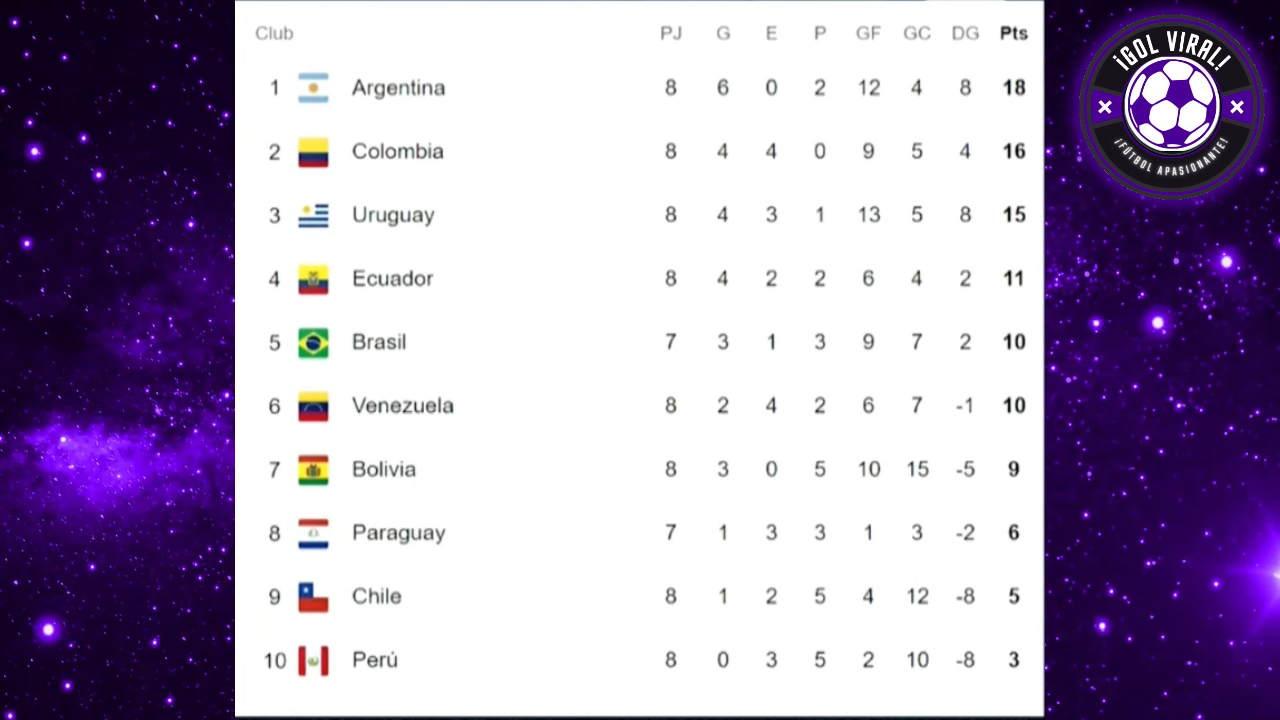 Club PJ G E P GF GC DG Pts
1 Argentina 8 6 0 2 12 4 8 18
2 Colombia 8 4 4 0 9 5 4 16
3 Uruguay 8 4 3 1 13 5 8 15
4 Ecuador 8 4 2 2 6 4 2 11
5 Brasil 7 3 1 3 9 7 2 10
6 Venezuela 8 2 4 2 6 7 -1 10
7 Bolivia 8 3 0 5 10 15 -5 9
8 Paraguay 7 1 3 3 1 3 -2 6
9 Chile 8 1 2 5 4 12 -8 5
10 Perú 8 0 3 5 2 10 -8 3
¡GOL VIRAL!
¡FÚTBOL APASIONANTE!